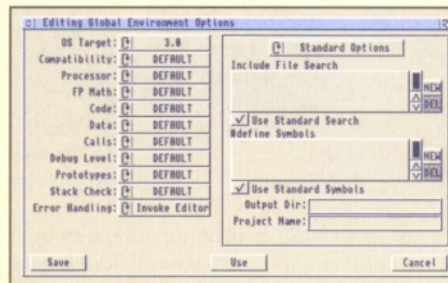 Editing Global Environment Options
OS Target: 3.0
Compatibility: DEFAULT
Processor: DEFAULT
FP Math: DEFAULT
Code: DEFAULT
Data: DEFAULT
Calls: DEFAULT
Debug Level: DEFAULT
Prototypes: DEFAULT
Stack Check: DEFAULT
Error Handling: Invoke Editor
Standard Options
Include File Search
NEW
DEL
Use Standard Search
#define Symbols
NEW
DEL
Use Standard Symbols
Output Dir:
Project Name:
Save
Use
Cancel